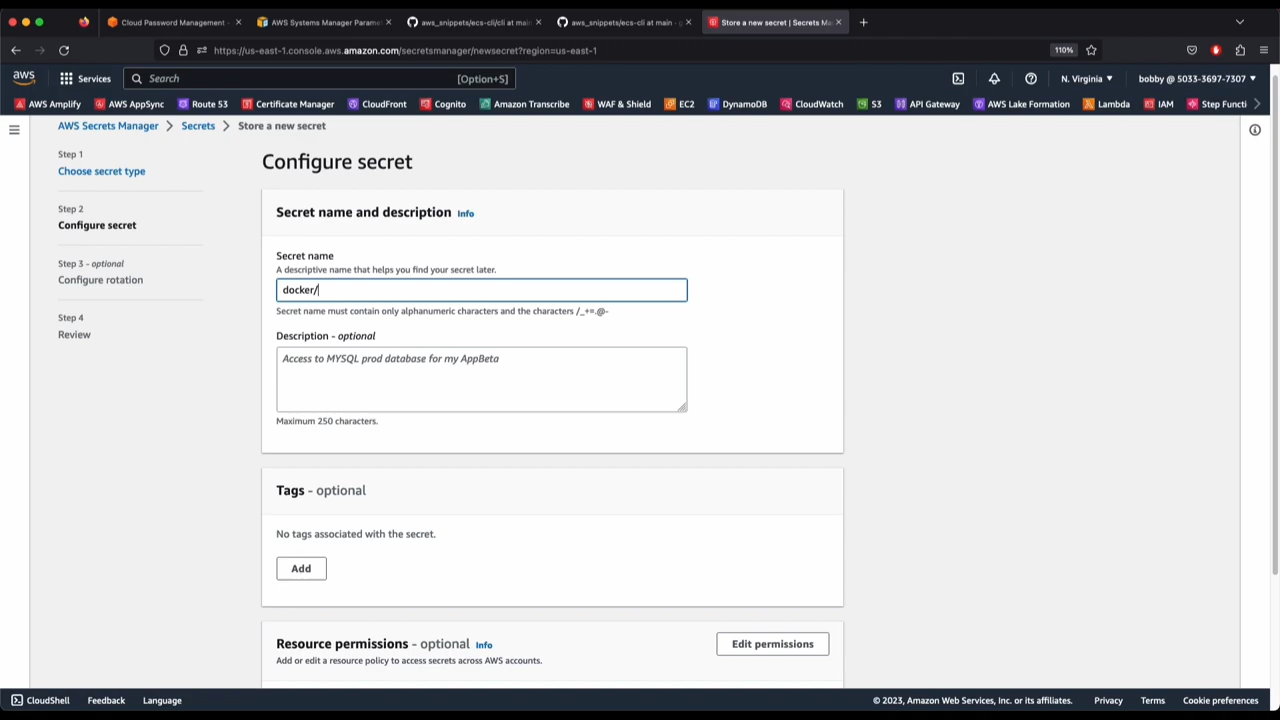 Cloud Password Management -
AWS Systems Manager Parame
aws_snippets/ecs-cli/cli at main
aws_snippets/ecs-cli at main - g
Store a new secret | Secrets Ma
https://us-east-1.console.aws.amazon.com/secretsmanager/newsecret?region=us-east-1
110%
aws
Services
Search
[Option+S]
N. Virginia
bobby @ 5033-3697-7307
AWS Amplify
AWS AppSync
Route 53
Certificate Manager
CloudFront
Cognito
Amazon Transcribe
WAF & Shield
EC2
DynamoDB
CloudWatch
S3
API Gateway
AWS Lake Formation
Lambda
IAM
Step Functi
AWS Secrets Manager
Secrets
Store a new secret
Step 1
Choose secret type
Step 2
Configure secret
Step 3 - optional
Configure rotation
Step 4
Review
Configure secret
Secret name and description Info
Secret name
A descriptive name that helps you find your secret later.
docker/
Secret name must contain only alphanumeric characters and the characters /_+=.@-
Description - optional
Access to MYSQL prod database for my AppBeta
Maximum 250 characters.
Tags - optional
No tags associated with the secret.
Add
Resource permissions - optional Info
Add or edit a resource policy to access secrets across AWS accounts.
Edit permissions
CloudShell
Feedback
Language
© 2023, Amazon Web Services, Inc. or its affiliates.
Privacy
Terms
Cookie preferences